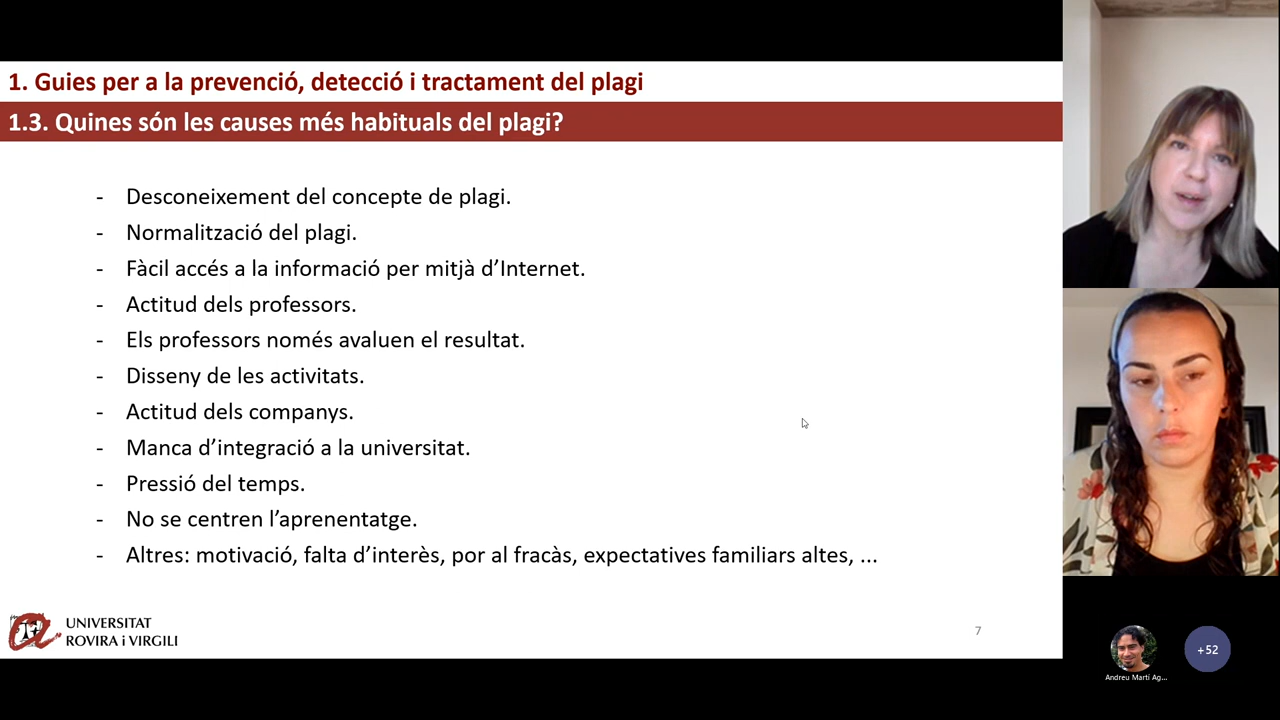 1. Guies per a la prevenció, detecció i tractament del plagi
1.3. Quines són les causes més habituals del plagi?
- Desconeixement del concepte de plagi.
- Normalització del plagi.
- Fàcil accés a la informació per mitjà d’Internet.
- Actitud dels professors.
- Els professors només avaluen el resultat.
- Disseny de les activitats.
- Actitud dels companys.
- Manca d’integració a la universitat.
- Pressió del temps.
- No se centren l’aprenentatge.
- Altres: motivació, falta d’interès, por al fracàs, expectatives familiars altes, ...
UNIVERSITAT
ROVIRA i VIRGILI
7
Andreu Martí Ag...
+52